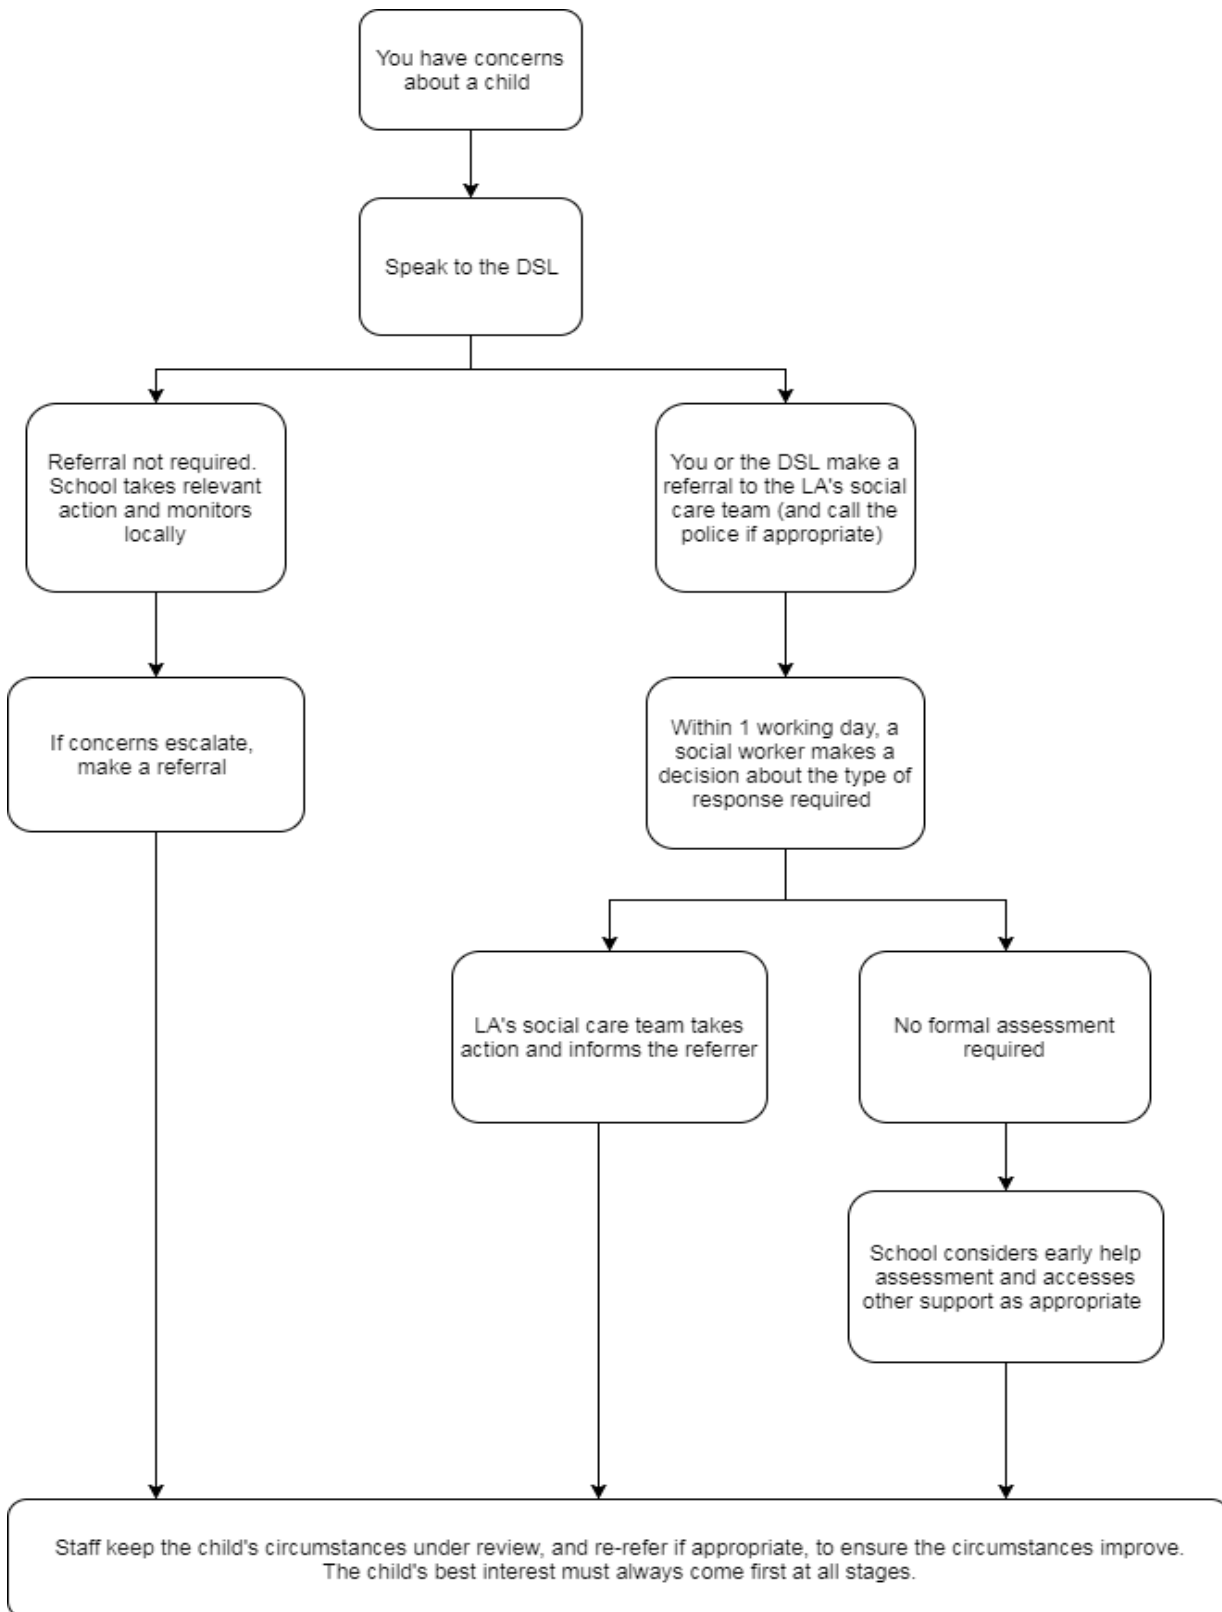 You have concerns
about a child
Speak to the DSL
Referral not required.
School takes relevant
action and monitors
locally
You or the DSL make a
referral to the LA's social
care team (and call the
police if appropriate)
If concerns escalate,
make a referral
Within 1 working day, a
social worker makes a
decision about the type of
response required
LA's social care team takes
action and informs the referrer
No formal assessment
required
School considers early help
assessment and accesses
other support as appropriate
Staff keep the child's circumstances under review, and re-refer if appropriate, to ensure the circumstances improve.
The child's best interest must always come first at all stages.